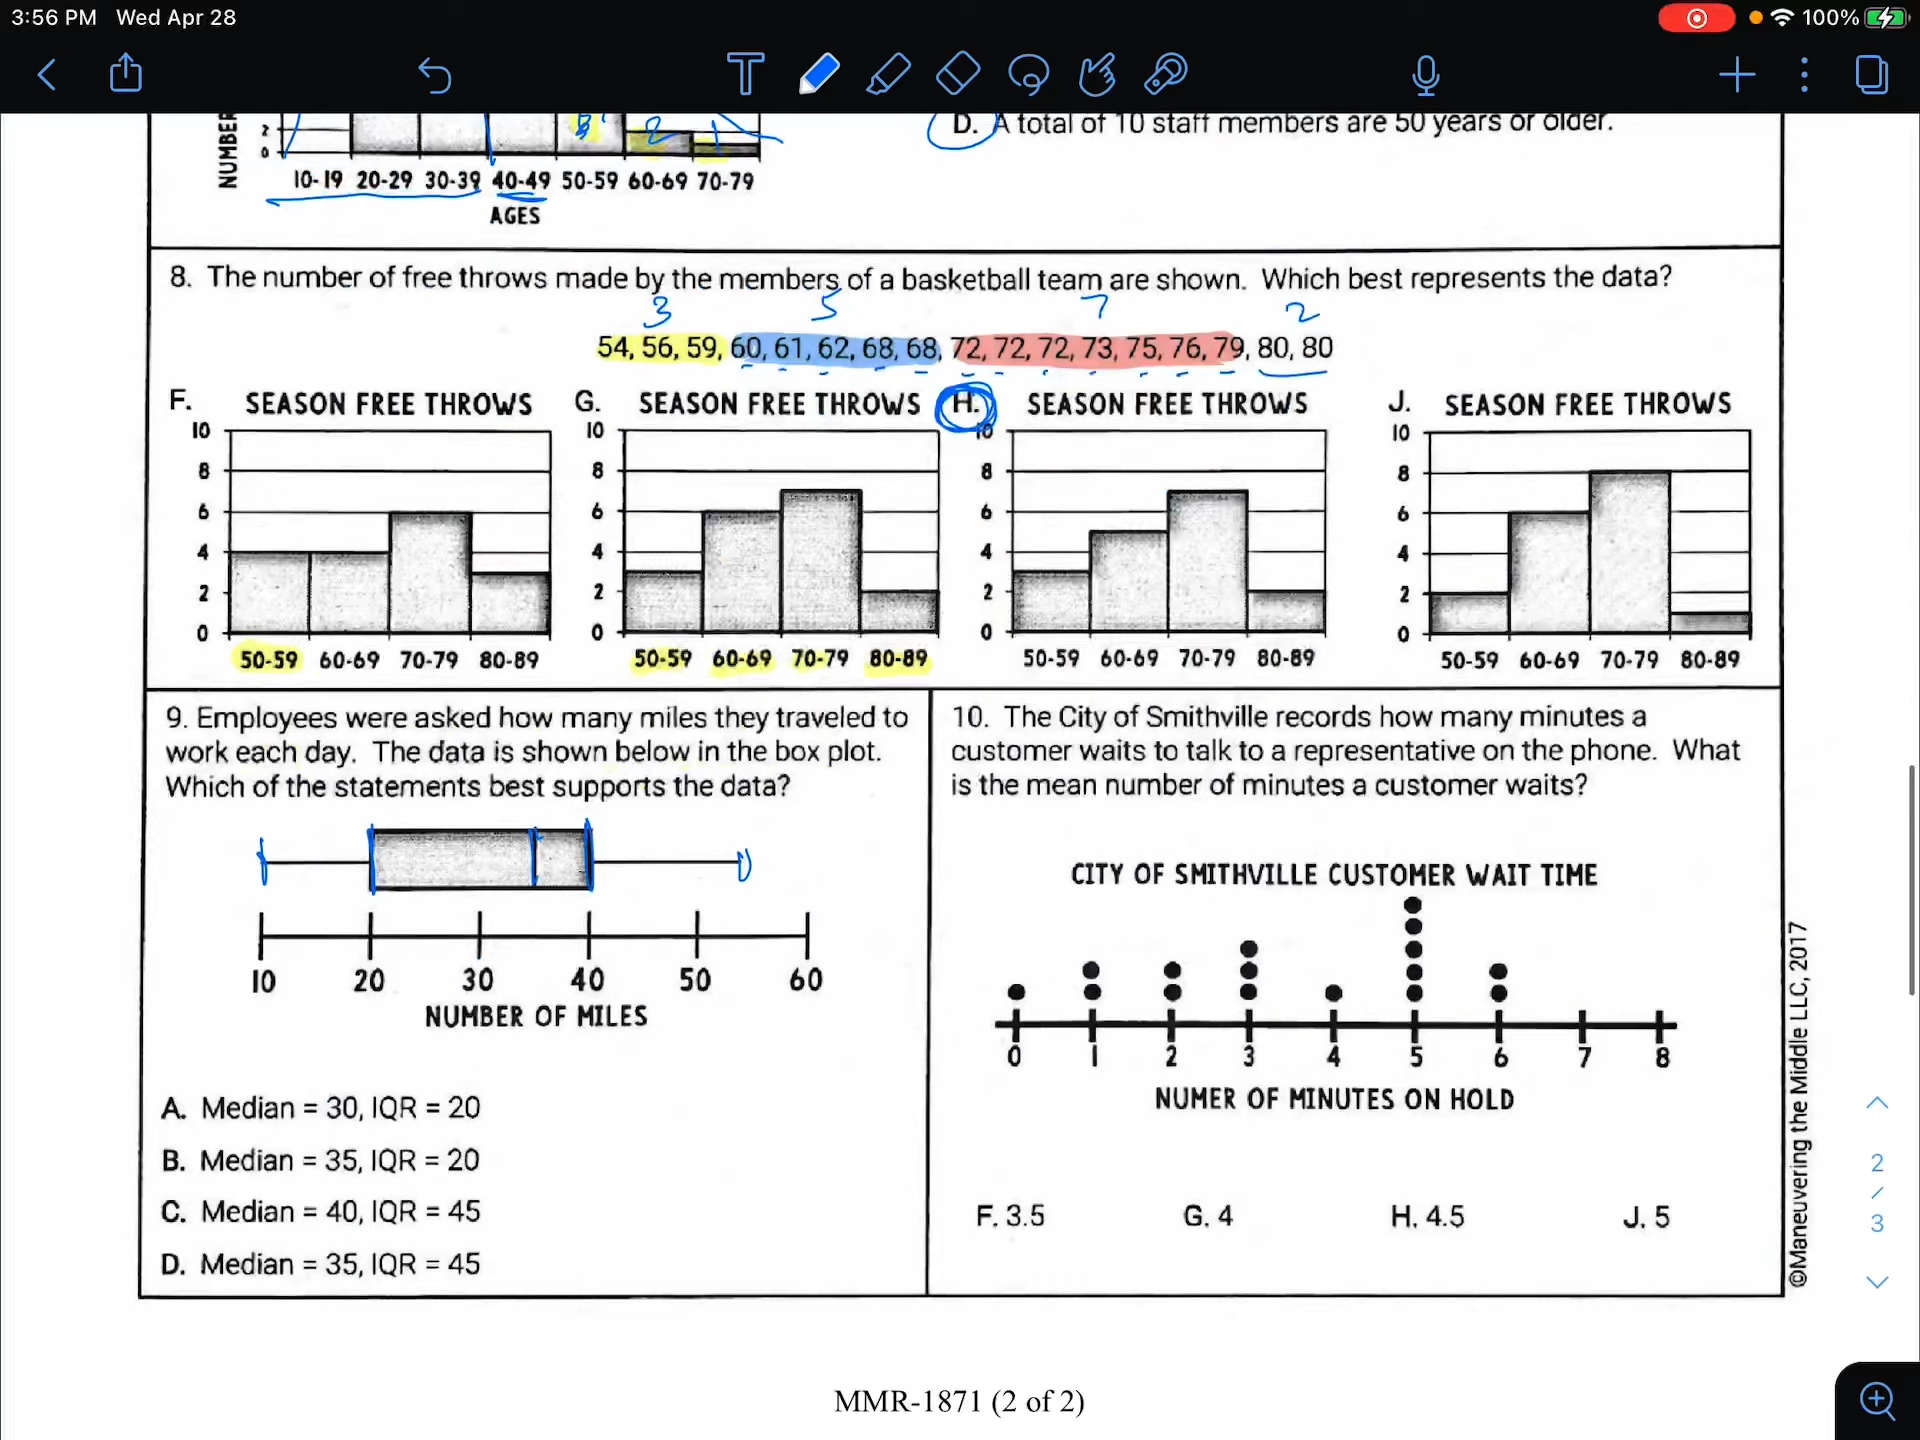 3:56 PM Wed Apr 28
100%
T
NUMBER
2
0
3
2
1
10-19 20-29 30-39 40-49 50-59 60-69 70-79
AGES
D. A total of 10 staff members are 50 years or older.
8. The number of free throws made by the members of a basketball team are shown. Which best represents the data?
3 5 7 2
54, 56, 59, 60, 61, 62, 68, 68, 72, 72, 72, 73, 75, 76, 79, 80, 80
F. SEASON FREE THROWS
10
8
6
4
2
0
50-59 60-69 70-79 80-89
G. SEASON FREE THROWS
10
8
6
4
2
0
50-59 60-69 70-79 80-89
H. SEASON FREE THROWS
10
8
6
4
2
0
50-59 60-69 70-79 80-89
J. SEASON FREE THROWS
10
8
6
4
2
0
50-59 60-69 70-79 80-89
9. Employees were asked how many miles they traveled to
work each day. The data is shown below in the box plot.
Which of the statements best supports the data?
10 20 30 40 50 60
NUMBER OF MILES
A. Median = 30, IQR = 20
B. Median = 35, IQR = 20
C. Median = 40, IQR = 45
D. Median = 35, IQR = 45
10. The City of Smithville records how many minutes a
customer waits to talk to a representative on the phone. What
is the mean number of minutes a customer waits?
CITY OF SMITHVILLE CUSTOMER WAIT TIME
0 1 2 3 4 5 6 7 8
NUMER OF MINUTES ON HOLD
F. 3.5 G. 4 H. 4.5 J. 5
©Maneuvering the Middle LLC, 2017
2
/
3
MMR-1871 (2 of 2)